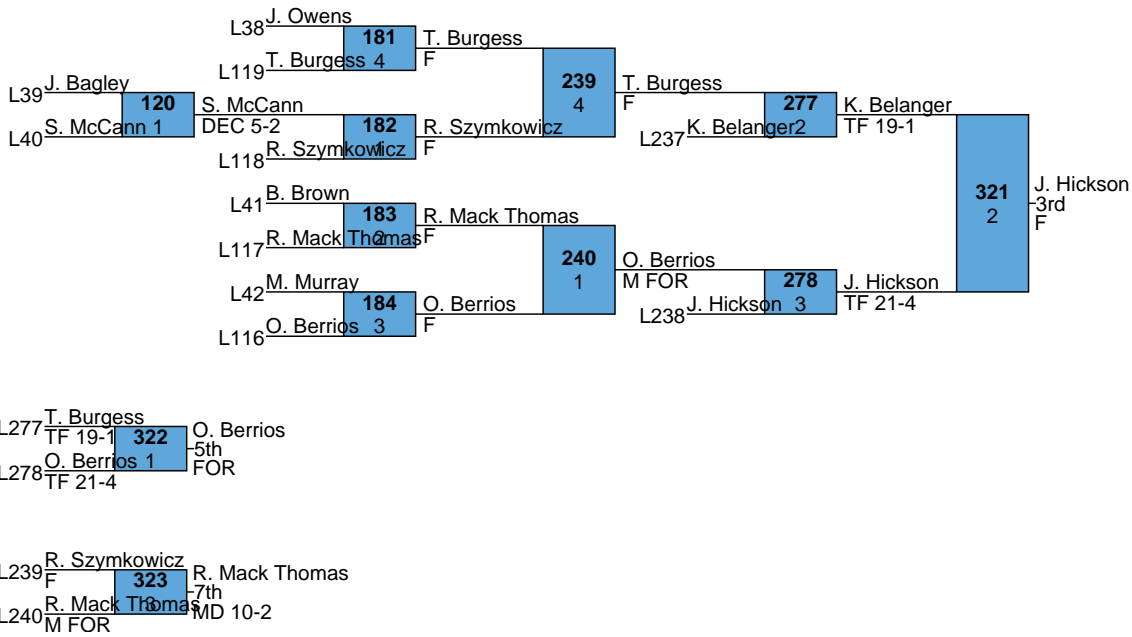 L38 J. Owens
181
L119 T. Burgess 4
T. Burgess
F
239
4
T. Burgess
F
L39 J. Bagley
120
L40 S. McCann 1
S. McCann
DEC 5-2
182
L118 R. Szymkowicz 1
R. Szymkowicz
F
277
L237 K. Belanger 2
K. Belanger
TF 19-1
L41 B. Brown
183
L117 R. Mack Thomas 2
R. Mack Thomas
F
240
1
O. Berrios
M FOR
L42 M. Murray
184
L116 O. Berrios 3
O. Berrios
F
278
L238 J. Hickson 3
J. Hickson
TF 21-4
321
2
J. Hickson
3rd
F
L277 T. Burgess
TF 19-1
322
L278 O. Berrios 1
TF 21-4
O. Berrios
5th
FOR
L239 R. Szymkowicz
F
323
L240 R. Mack Thomas 3
M FOR
R. Mack Thomas
7th
MD 10-2